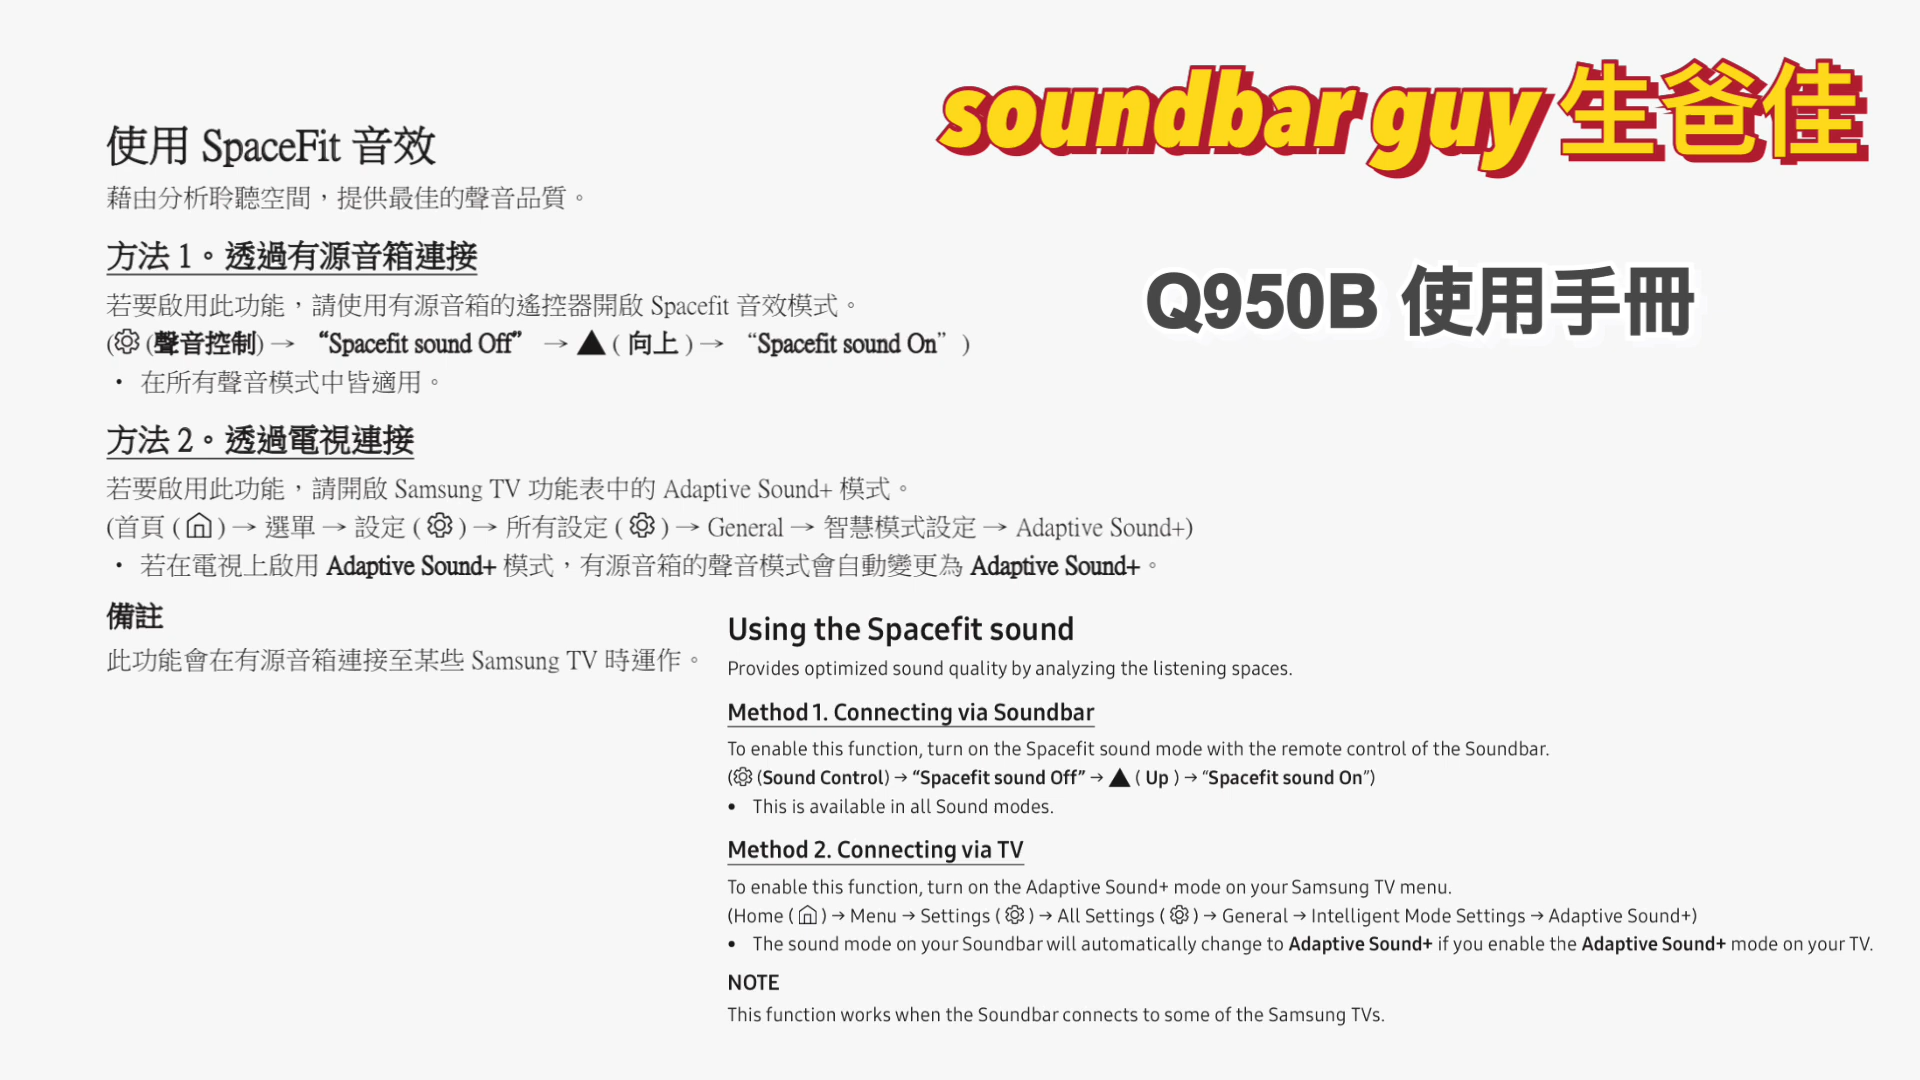 soundbar guy 生爸佳
Q950B 使用手冊
使用 SpaceFit 音效
藉由分析聆聽空間，提供最佳的聲音品質。
方法 1。透過有源音箱連接
若要啟用此功能，請使用有源音箱的遙控器開啟 Spacefit 音效模式。
( (聲音控制) → “Spacefit sound Off” → ▲ ( 向上 ) → “Spacefit sound On” )
• 在所有聲音模式中皆適用。
方法 2。透過電視連接
若要啟用此功能，請開啟 Samsung TV 功能表中的 Adaptive Sound+ 模式。
(首頁 ( ) → 選單 → 設定 ( ) → 所有設定 ( ) → General → 智慧模式設定 → Adaptive Sound+)
• 若在電視上啟用 Adaptive Sound+ 模式，有源音箱的聲音模式會自動變更為 Adaptive Sound+。
備註
此功能會在有源音箱連接至某些 Samsung TV 時運作。
Using the Spacefit sound
Provides optimized sound quality by analyzing the listening spaces.
Method 1. Connecting via Soundbar
To enable this function, turn on the Spacefit sound mode with the remote control of the Soundbar.
( (Sound Control) → “Spacefit sound Off” → ▲ ( Up ) → “Spacefit sound On”)
• This is available in all Sound modes.
Method 2. Connecting via TV
To enable this function, turn on the Adaptive Sound+ mode on your Samsung TV menu.
(Home ( ) → Menu → Settings ( ) → All Settings ( ) → General → Intelligent Mode Settings → Adaptive Sound+)
• The sound mode on your Soundbar will automatically change to Adaptive Sound+ if you enable the Adaptive Sound+ mode on your TV.
NOTE
This function works when the Soundbar connects to some of the Samsung TVs.